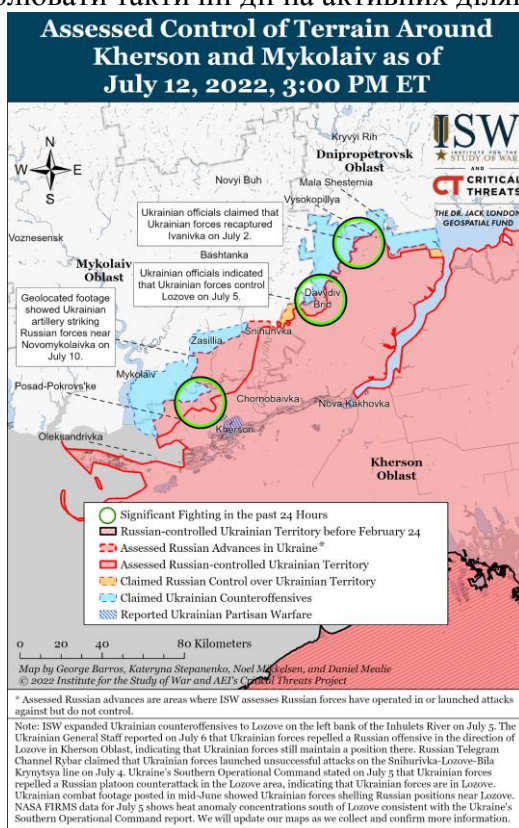 тактичні дії на активних
Assessed Control of Terrain Around
Kherson and Mykolaiv as of
July 12, 2022, 3:00 PM ET
N
W E
S
Kryvyi Rih
ISW
INSTITUTE FOR THE
STUDY OF WAR
AND
CT CRITICAL
THREATS
THE DR. JACK LONDON
GEOSPATIAL FUND
Dnipropetrovsk
Oblast
Novyi Buh
Mala Shesternia
Vysokopillya
Ukrainian officials claimed that
Ukrainian forces recaptured
Ivanivka on July 2.
Voznesensk
Mykolaiv
Oblast
Bashtanka
Ukrainian officials indicated
that Ukrainian forces control
Lozove on July 5.
Davydiv
Brid
Geolocated footage
showed Ukrainian
artillery striking
Russian forces near
Novomykolaivka on
July 10.
Snihurivka
Zasillia
Mykolaiv
Posad-Pokrovs'ke
Chornobaivka
Nova Kakhovka
Oleksandrivka
Kherson
Kherson
Oblast
Significant Fighting in the past 24 Hours
Russian-controlled Ukrainian Territory before February 24
Assessed Russian Advances in Ukraine*
Assessed Russian-controlled Ukrainian Territory
Claimed Russian Control over Ukrainian Territory
Claimed Ukrainian Counteroffensives
Reported Ukrainian Partisan Warfare
0 20 40 80 Kilometers
Map by George Barros, Kateryna Stepanenko, Noel Mikkelsen, and Daniel Mealie
© 2022 Institute for the Study of War and AEI's Critical Threats Project
* Assessed Russian advances are areas where ISW assesses Russian forces have operated in or launched attacks
against but do not control.
Note: ISW expanded Ukrainian counteroffensives to Lozove on the left bank of the Inhulets River on July 5. The
Ukrainian General Staff reported on July 6 that Ukrainian forces repelled a Russian offensive in the direction of
Lozove in Kherson Oblast, indicating that Ukrainian forces still maintain a position there. Russian Telegram
Channel Rybar claimed that Ukrainian forces launched unsuccessful attacks on the Snihurivka-Lozove-Bila
Krynytsya line on July 4. Ukraine's Southern Operational Command stated on July 5 that Ukrainian forces
repelled a Russian platoon counterattack in the Lozove area, indicating that Ukrainian forces are in Lozove.
Ukrainian combat footage posted in mid-June showed Ukrainian forces shelling Russian positions near Lozove.
NASA FIRMS data for July 5 shows heat anomaly concentrations south of Lozove consistent with the Ukraine's
Southern Operational Command report. We will update our maps as we collect and confirm more information.